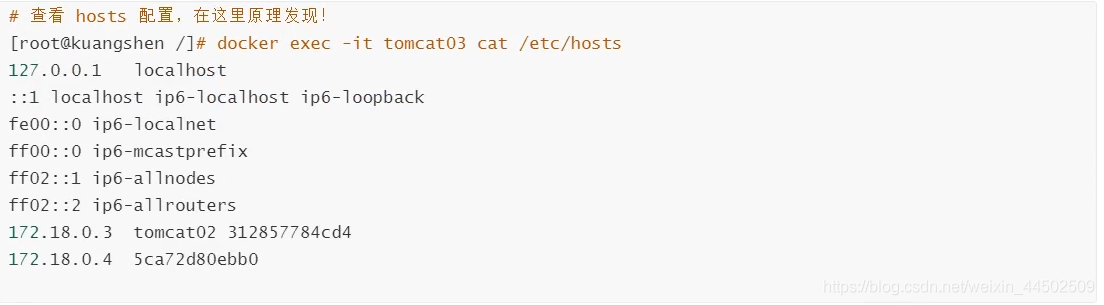 # 查看 hosts 配置，在这里原理发现！
[root@kuangshen /]# docker exec -it tomcat03 cat /etc/hosts
127.0.0.1 localhost
::1 localhost ip6-localhost ip6-loopback
fe00::0 ip6-localnet
ff00::0 ip6-mcastprefix
ff02::1 ip6-allnodes
ff02::2 ip6-allrouters
172.18.0.3 tomcat02 312857784cd4
172.18.0.4 5ca72d80ebb0
https://blog.csdn.net/weixin_44502509